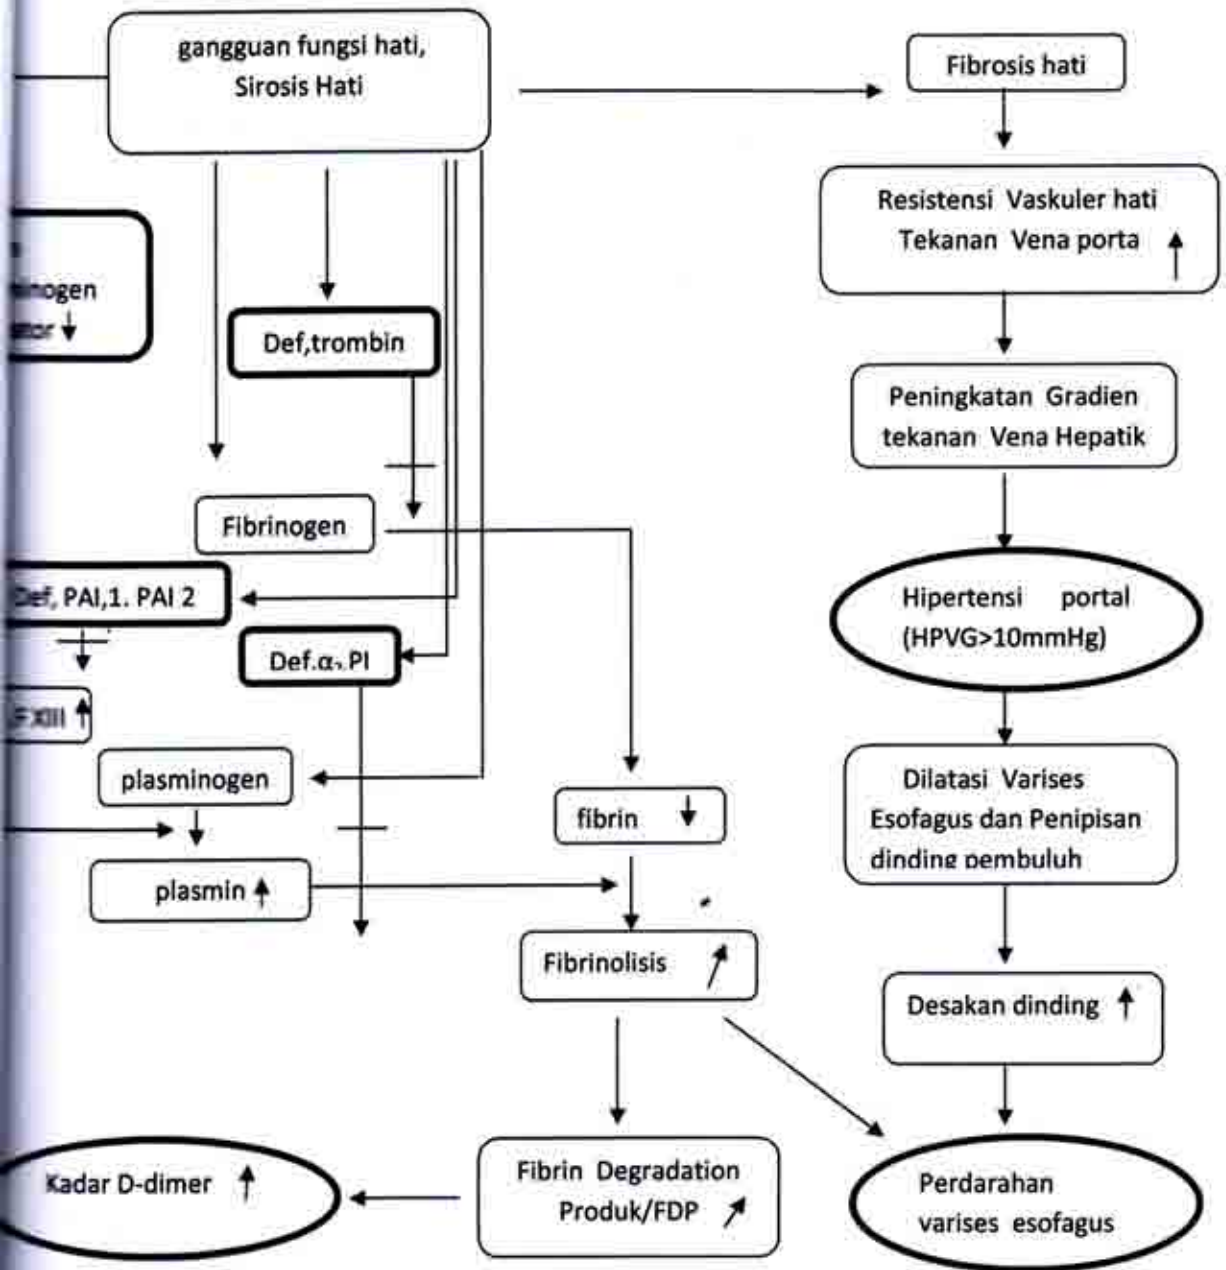 gangguan fungsi hati,
Sirosis Hati
Fibrosis hati
Resistensi Vaskuler hati
Tekanan Vena porta ↑
↓
Def,trombin
Peningkatan Gradien
tekanan Vena Hepatik
Fibrinogen
Def, PAI,1. PAI 2
Hipertensi portal
(HPVG>10mmHg)
Def.α₂.PI
F.XIII ↑
plasminogen
fibrin ↓
Dilatasi Varises
Esofagus dan Penipisan
dinding pembuluh
plasmin ↑
Fibrinolisis ↑
Desakan dinding ↑
Kadar D-dimer ↑
Fibrin Degradation
Produk/FDP ↑
Perdarahan
varises esofagus